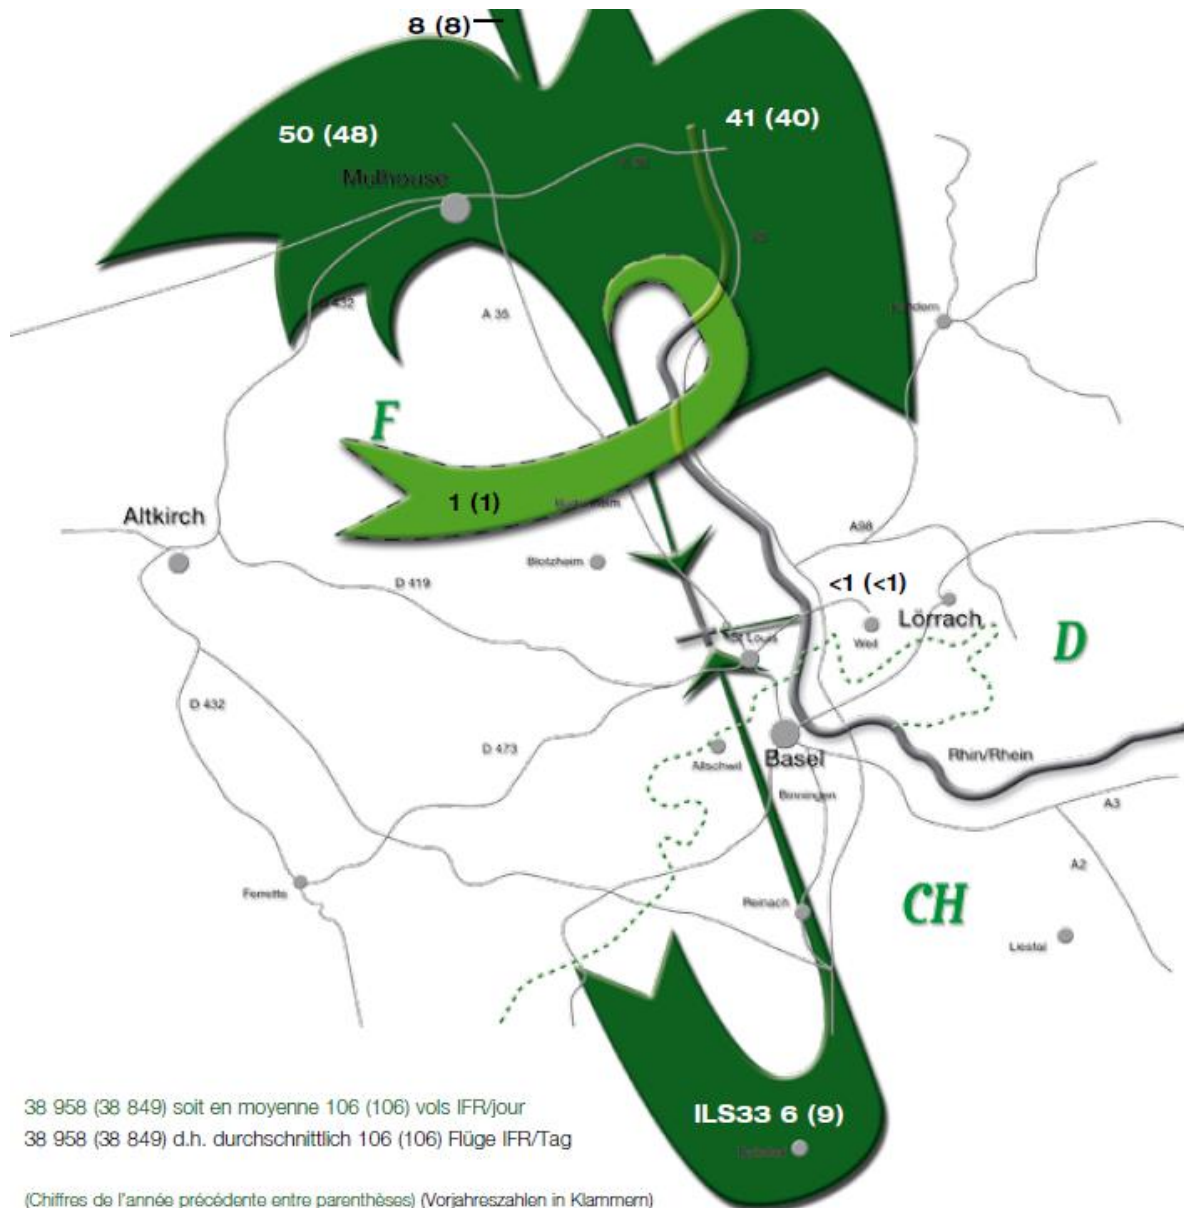 8 (8)
41 (40)
50 (48)
Mulhouse
D 432
A 35
F
1 (1)
Altkirch
A98
Blotzheim
D 419
<1 (<1)
Lörrach
St Louis
Weil
D
D 432
D 473
Allschwil
Basel
Rhin/Rhein
Binningen
A3
A2
Ferrette
Reinach
CH
Liestal
38 958 (38 849) soit en moyenne 106 (106) vols IFR/jour
ILS33 6 (9)
38 958 (38 849) d.h. durchschnittlich 106 (106) Flüge IFR/Tag
(Chiffres de l'année précédente entre parenthèses) (Vorjahreszahlen in Klammern)